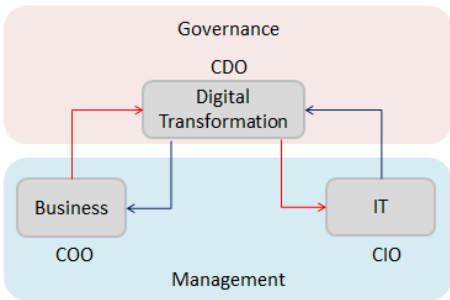 Governance
CDO
Digital
Transformation
Business
IT
COO
CIO
Management